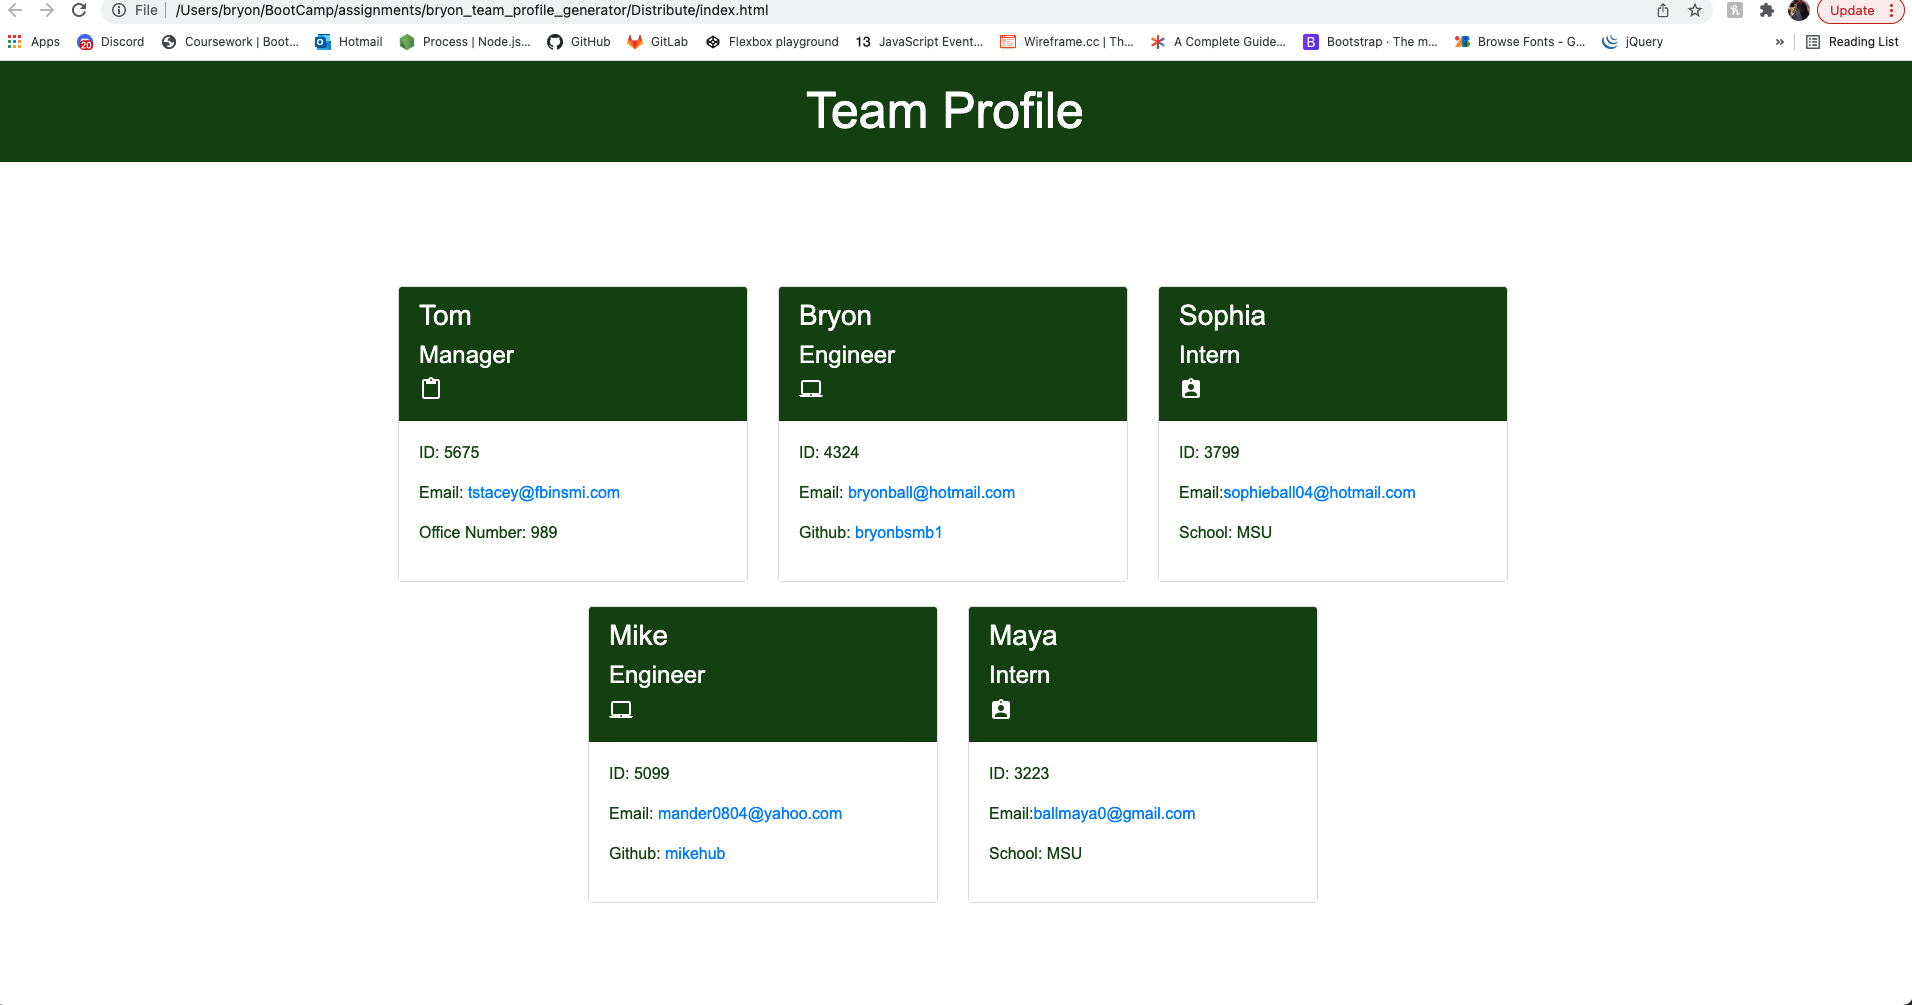 File /Users/bryon/BootCamp/assignments/bryon_team_profile_generator/Distribute/index.html Update
Apps 20 Discord Coursework | Boot... Hotmail Process | Node.js... GitHub GitLab Flexbox playground 13 JavaScript Event... Wireframe.cc | Th... A Complete Guide... B Bootstrap · The m... Browse Fonts - G... jQuery » Reading List
Team Profile
Tom
Manager
ID: 5675
Email: tstacey@fbinsmi.com
Office Number: 989
Bryon
Engineer
ID: 4324
Email: bryonball@hotmail.com
Github: bryonbsmb1
Sophia
Intern
ID: 3799
Email:sophieball04@hotmail.com
School: MSU
Mike
Engineer
ID: 5099
Email: mander0804@yahoo.com
Github: mikehub
Maya
Intern
ID: 3223
Email:ballmaya0@gmail.com
School: MSU